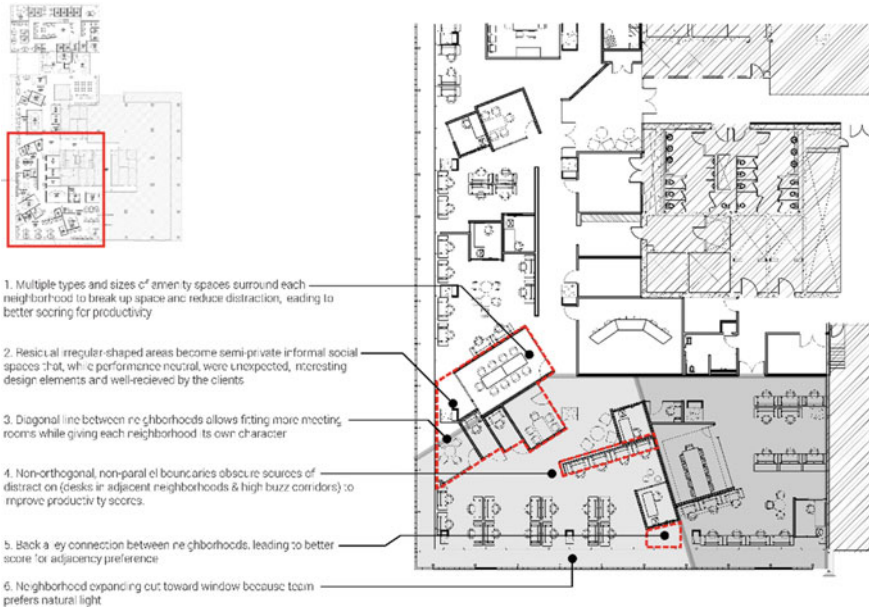 1. Multiple types and sizes of amenity spaces surround each
neighborhood to break up space and reduce distraction, leading to
better scoring for productivity
2. Residual irregular-shaped areas become semi-private informal social
spaces that, while performance neutral, were unexpected, interesting
design elements and well-recieved by the clients
3. Diagonal line between neighborhoods allows fitting more meeting
rooms while giving each neighborhood its own character
4. Non-orthogonal, non-parallel boundaries obscure sources of
distraction (desks in adjacent neighborhoods & high buzz corridors) to
improve productivity scores.
5. Back alley connection between neighborhoods, leading to better
score for adjacency preference
6. Neighborhood expanding out toward window because team
prefers natural light